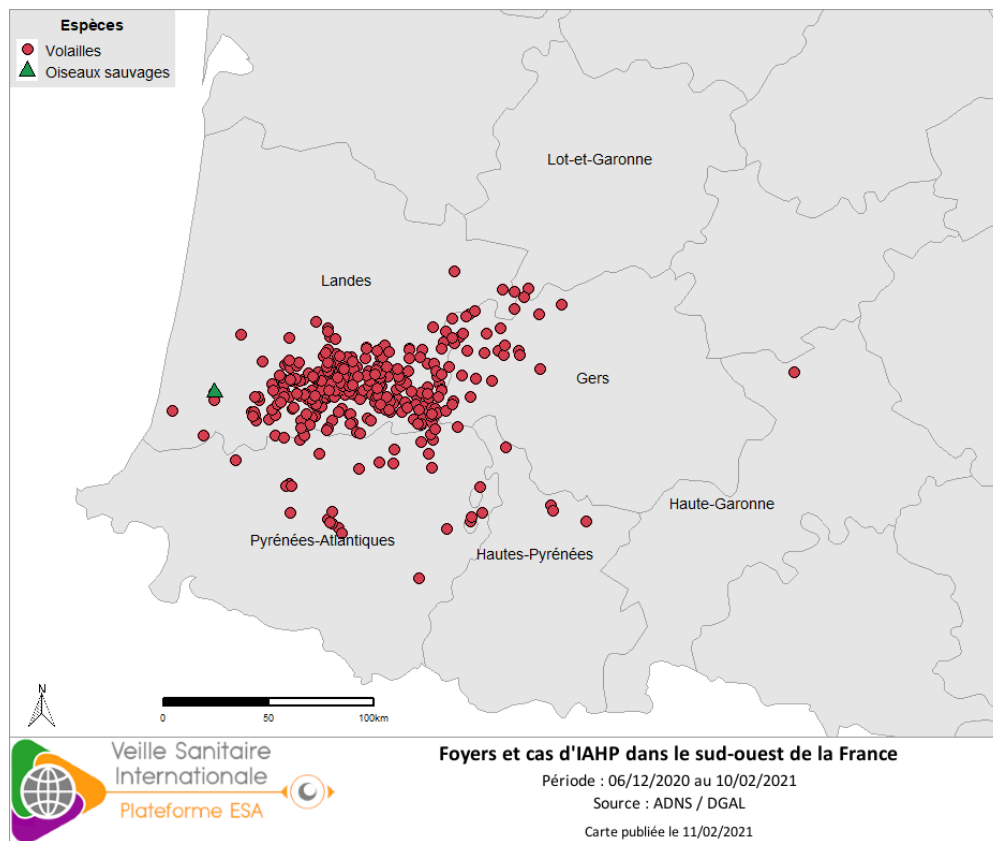 Espèces
Volailles
Oiseaux sauvages
Lot-et-Garonne
Landes
Gers
Haute-Garonne
Pyrénées-Atlantiques
Hautes-Pyrénées
N
0 50 100km
Veille Sanitaire
Internationale
Plateforme ESA
Foyers et cas d'IAHP dans le sud-ouest de la France
Période : 06/12/2020 au 10/02/2021
Source : ADNS / DGAL
Carte publiée le 11/02/2021